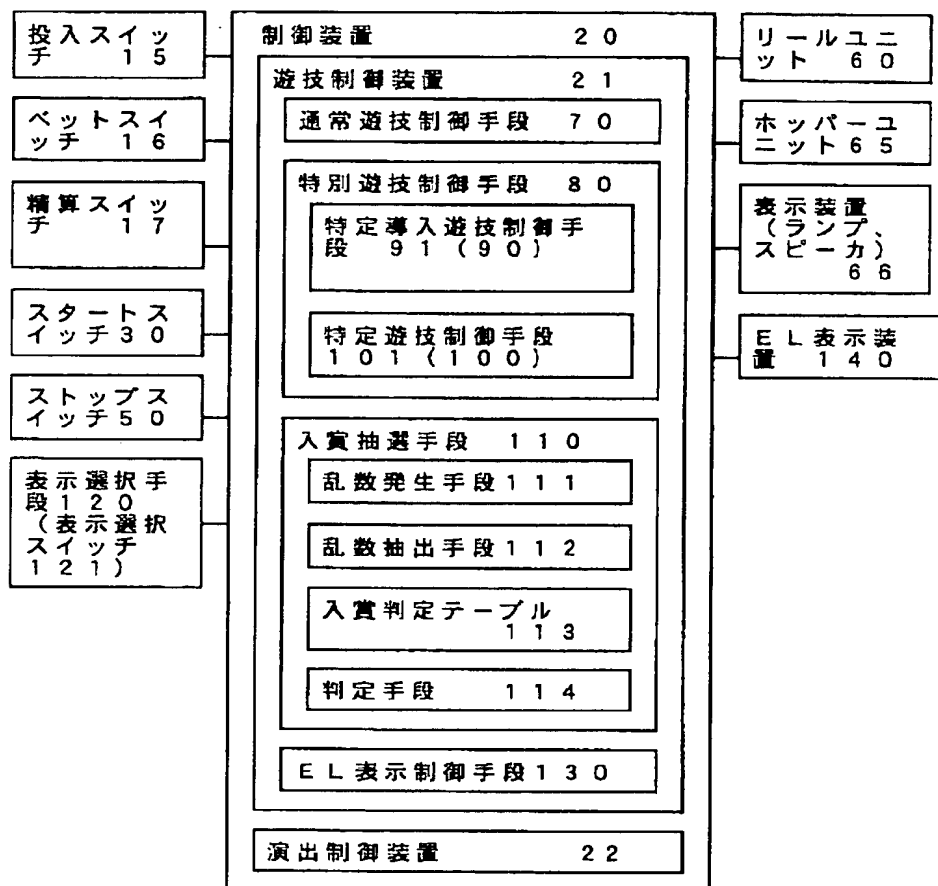 投入スイッ
チ 15
ベットスイ
ッチ 16
精算スイッ
チ 17
スタートス
イッチ30
ストップス
イッチ50
表示選択手
段120
(表示選択
スイッチ
121)
制御装置 20
遊技制御装置 21
通常遊技制御手段 70
特別遊技制御手段 80
特定導入遊技制御手
段 91(90)
特定遊技制御手段
101(100)
入賞抽選手段 110
乱数発生手段111
乱数抽出手段112
入賞判定テーブル
113
判定手段 114
EL表示制御手段130
演出制御装置 22
リールユニ
ット 60
ホッパーユ
ニット65
表示装置
(ランプ、
スピーカ)
66
EL表示装
置 140